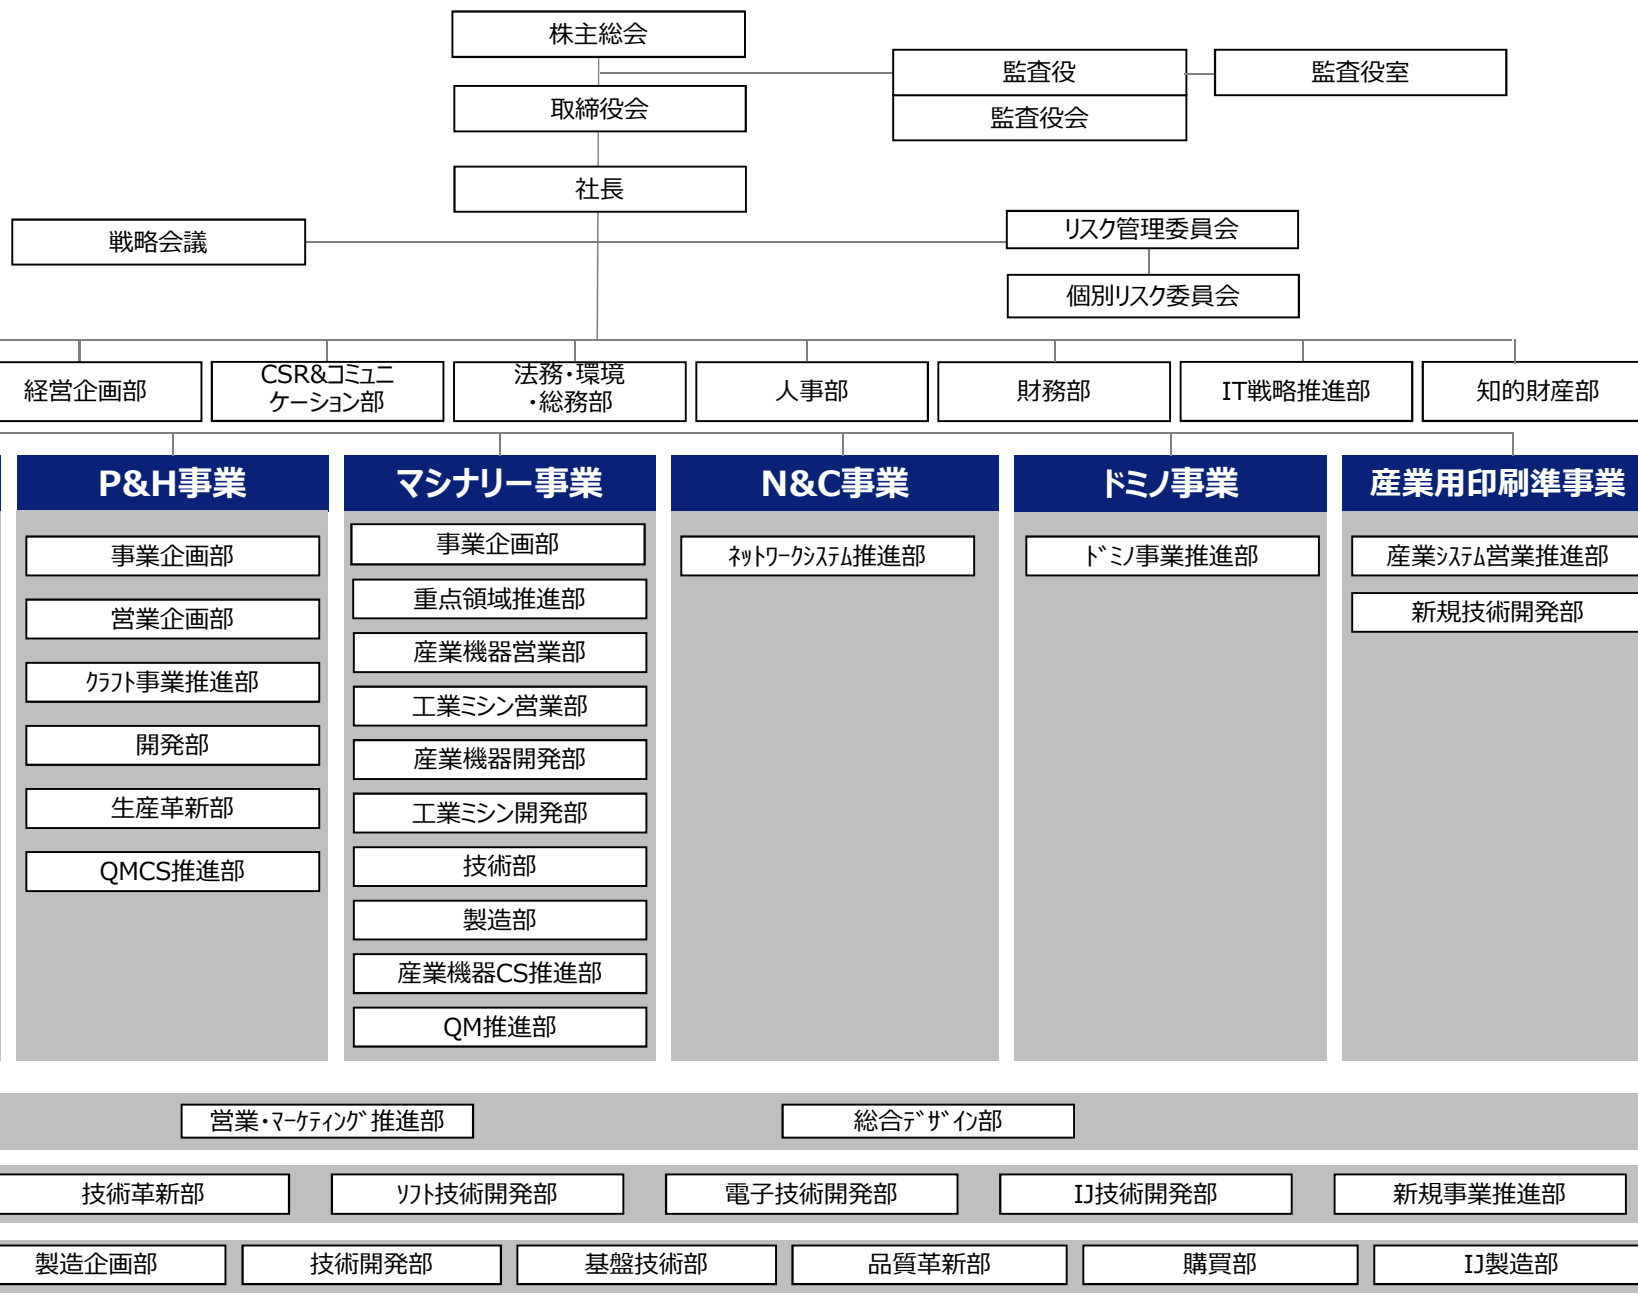 株主総会
監査役
監査役室
取締役会
監査役会
社長
戦略会議
リスク管理委員会
個別リスク委員会
経営企画部
CSR&コミュニ
ケーション部
法務・環境
・総務部
人事部
財務部
IT戦略推進部
知的財産部
P&H事業
事業企画部
営業企画部
クラフト事業推進部
開発部
生産革新部
QMCS推進部
マシナリー事業
事業企画部
重点領域推進部
産業機器営業部
工業ミシン営業部
産業機器開発部
工業ミシン開発部
技術部
製造部
産業機器CS推進部
QM推進部
N&C事業
ネットワークシステム推進部
ドミノ事業
ドミノ事業推進部
産業用印刷準事業
産業システム営業推進部
新規技術開発部
営業・マーケティング推進部
総合デザイン部
技術革新部
ソフト技術開発部
電子技術開発部
IJ技術開発部
新規事業推進部
製造企画部
技術開発部
基盤技術部
品質革新部
購買部
IJ製造部